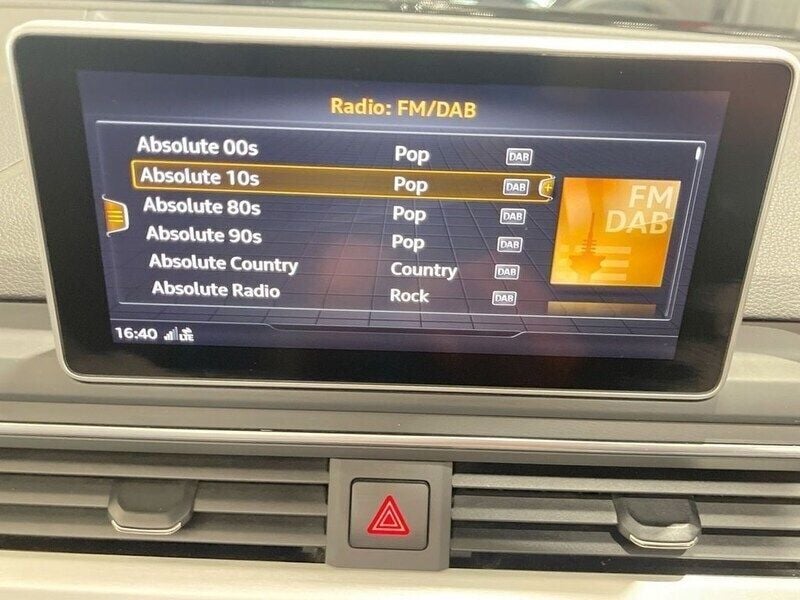 Radio: FM/DAB
Absolute 00s Pop DAB
Absolute 10s Pop DAB
Absolute 80s Pop DAB
Absolute 90s Pop DAB
Absolute Country Country DAB
Absolute Radio Rock DAB
FM
DAB
16:40 LTE